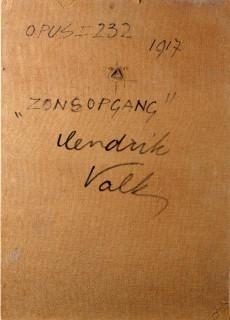 OPUS = 232
1917
„ZONSOPGANG"
Hendrik
Valk